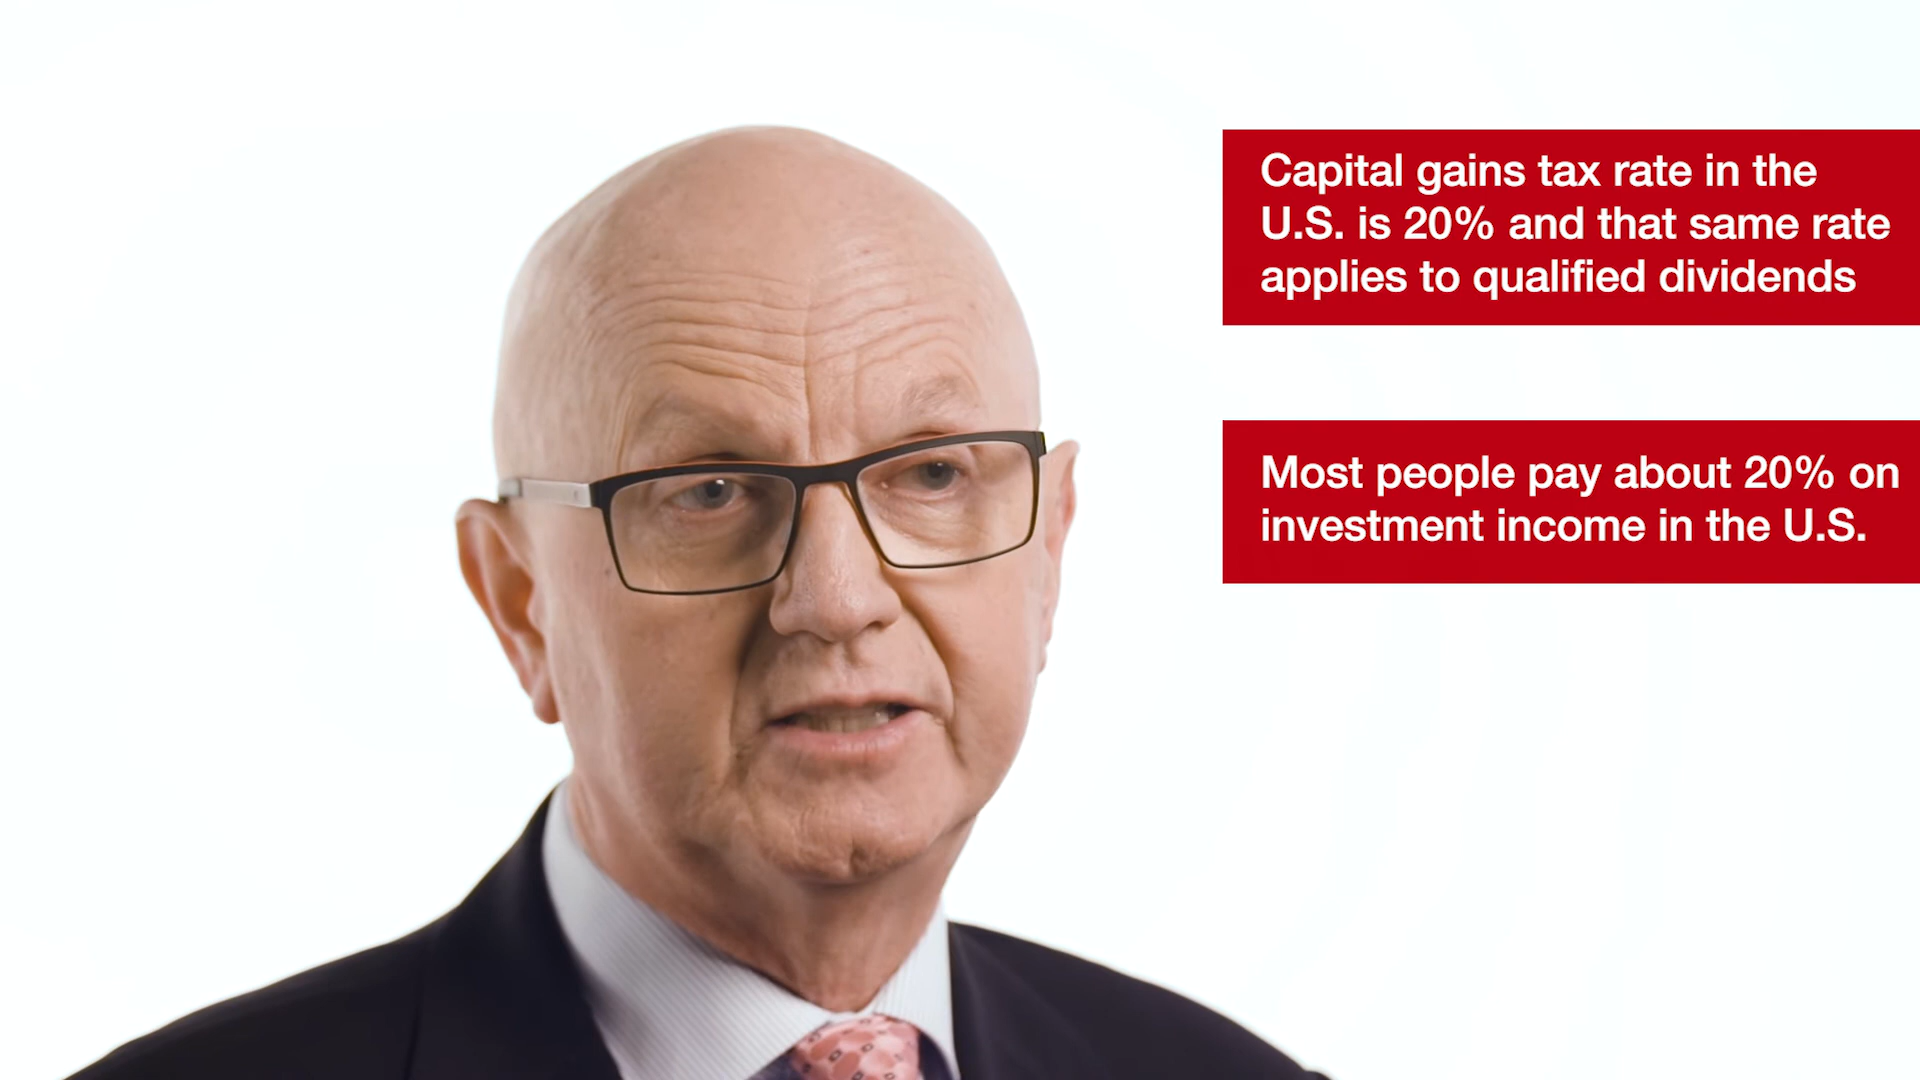 Capital gains tax rate in the
U.S. is 20% and that same rate
applies to qualified dividends
Most people pay about 20% on
investment income in the U.S.